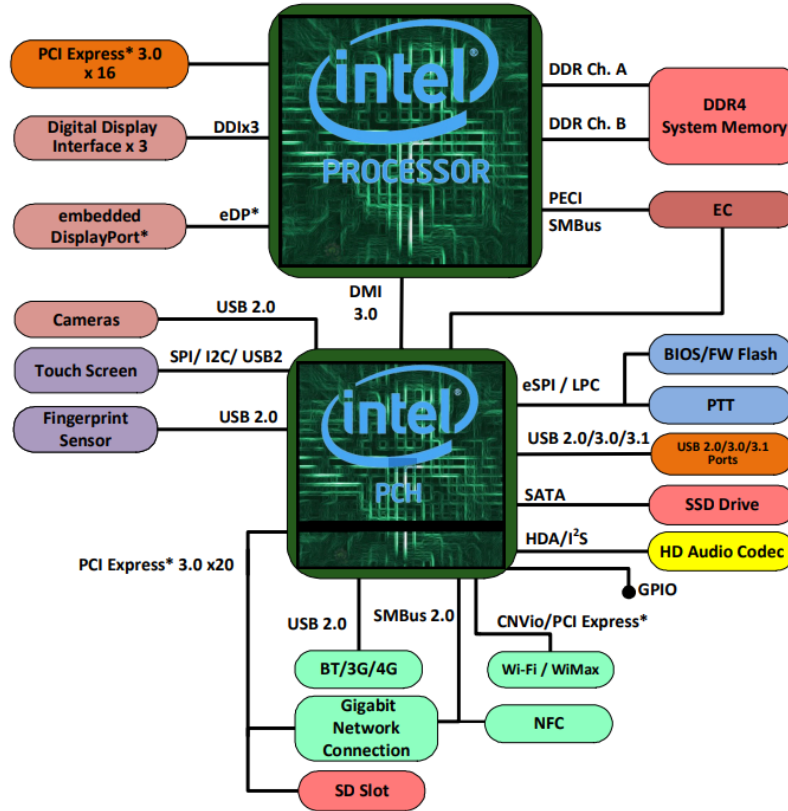 PCI Express* 3.0
x 16
Digital Display
Interface x 3
DDIx3
embedded
DisplayPort*
eDP*
intel
PROCESSOR
DDR Ch. A
DDR Ch. B
DDR4
System Memory
PECI
SMBus
EC
DMI
3.0
Cameras
USB 2.0
Touch Screen
SPI/ I2C/ USB2
Fingerprint
Sensor
USB 2.0
intel
PCH
eSPI / LPC
BIOS/FW Flash
PTT
USB 2.0/3.0/3.1
USB 2.0/3.0/3.1
Ports
SATA
SSD Drive
HDA/I²S
HD Audio Codec
GPIO
PCI Express* 3.0 x20
USB 2.0
SMBus 2.0
CNVio/PCI Express*
BT/3G/4G
Wi-Fi / WiMax
Gigabit
Network
Connection
NFC
SD Slot